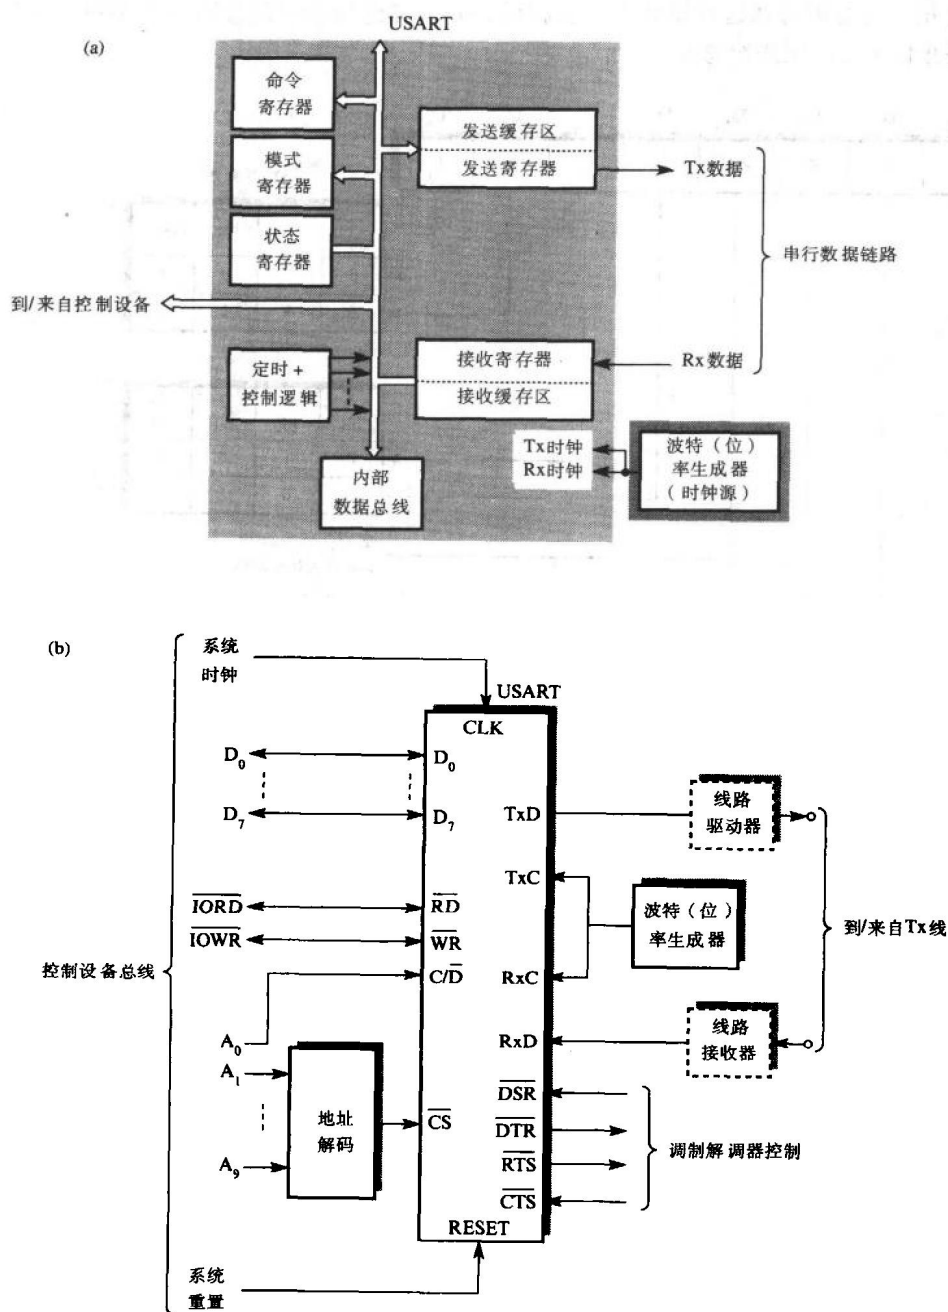 (a)
USART
命令
寄存器
模式
寄存器
状态
寄存器
发送缓存区
发送寄存器
Tx数据
串行数据链路
到/来自控制设备
定时+
控制逻辑
接收寄存器
接收缓存区
Rx数据
内部
数据总线
Tx时钟
Rx时钟
波特（位）
率生成器
（时钟源）
(b)
系统
时钟
USART
CLK
D0
D0
D7
D7
TxD
线路
驱动器
TxC
IORD
RD
IOWR
WR
波特（位）
率生成器
到/来自Tx线
控制设备总线
C/D
RxC
A0
RxD
线路
接收器
A1
DSR
地址
解码
CS
DTR
调制解调器控制
A9
RTS
CTS
RESET
系统
重置